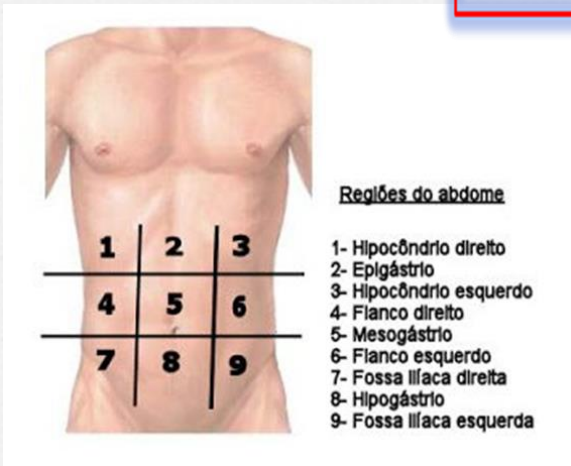 1 2 3
4 5 6
7 8 9
Regiões do abdome
1- Hipocôndrio direito
2- Epigástrio
3- Hipocôndrio esquerdo
4- Flanco direito
5- Mesogástrio
6- Flanco esquerdo
7- Fossa Ilíaca direita
8- Hipogástrio
9- Fossa Ilíaca esquerda